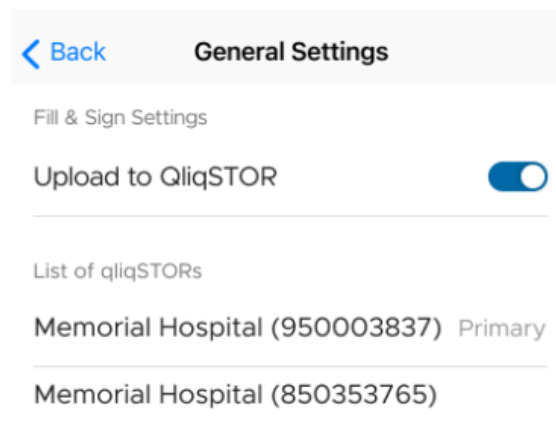 Back General Settings
Fill & Sign Settings
Upload to QliqSTOR
List of qliqSTORs
Memorial Hospital (950003837) Primary
Memorial Hospital (850353765)